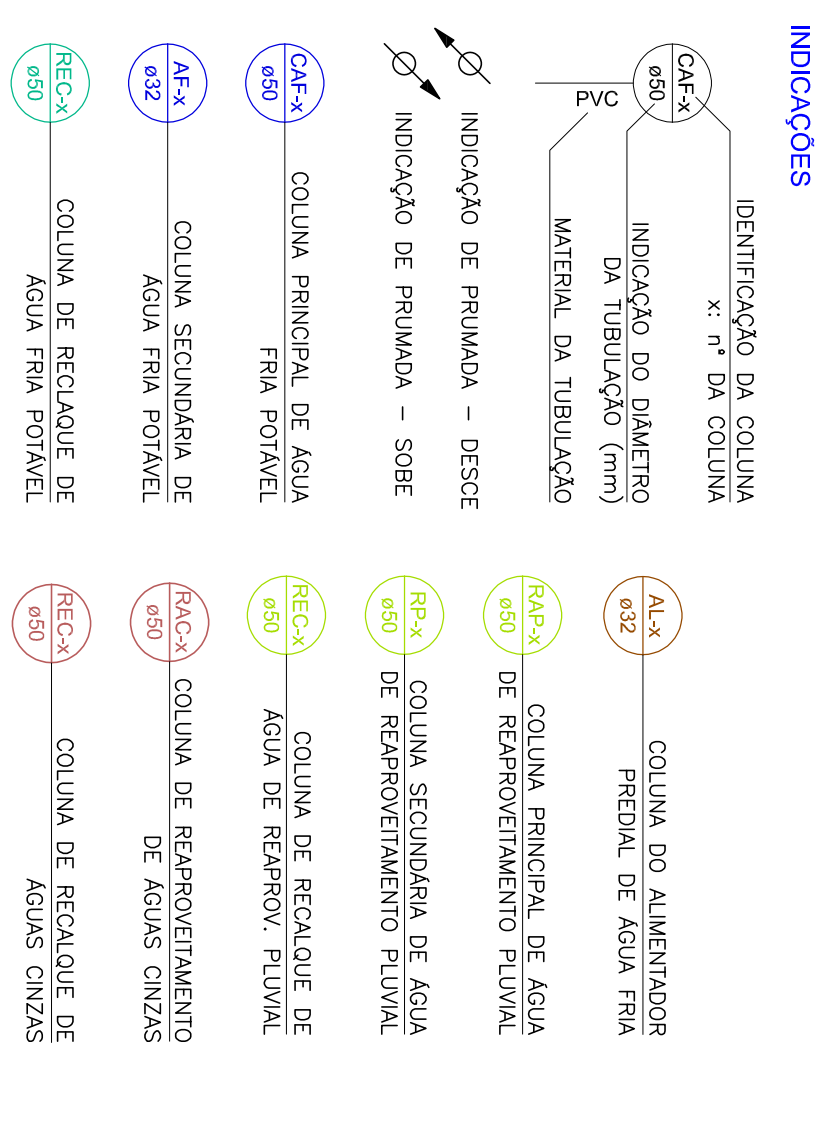 INDICAÇÕES
CAF-x
ø50
PVC
IDENTIFICAÇÃO DA COLUNA
x: n° DA COLUNA
INDICAÇÃO DO DIÂMETRO
DA TUBULAÇÃO (mm)
MATERIAL DA TUBULAÇÃO
INDICAÇÃO DE PRUMADA – DESCE
INDICAÇÃO DE PRUMADA – SOBE
CAF-x
ø50
COLUNA PRINCIPAL DE ÁGUA
FRIA POTÁVEL
AF-x
ø32
COLUNA SECUNDÁRIA DE
ÁGUA FRIA POTÁVEL
REC-x
ø50
COLUNA DE RECLAQUE DE
ÁGUA FRIA POTÁVEL
AL-x
ø32
COLUNA DO ALIMENTADOR
PREDIAL DE ÁGUA FRIA
RAP-x
ø50
COLUNA PRINCIPAL DE ÁGUA
DE REAPROVEITAMENTO PLUVIAL
RP-x
ø50
COLUNA SECUNDÁRIA DE ÁGUA
DE REAPROVEITAMENTO PLUVIAL
REC-x
ø50
COLUNA DE RECALQUE DE
ÁGUA DE REAPROV. PLUVIAL
RAC-x
ø50
COLUNA DE REAPROVEITAMENTO
DE ÁGUAS CINZAS
REC-x
ø50
COLUNA DE RECALQUE DE
ÁGUAS CINZAS